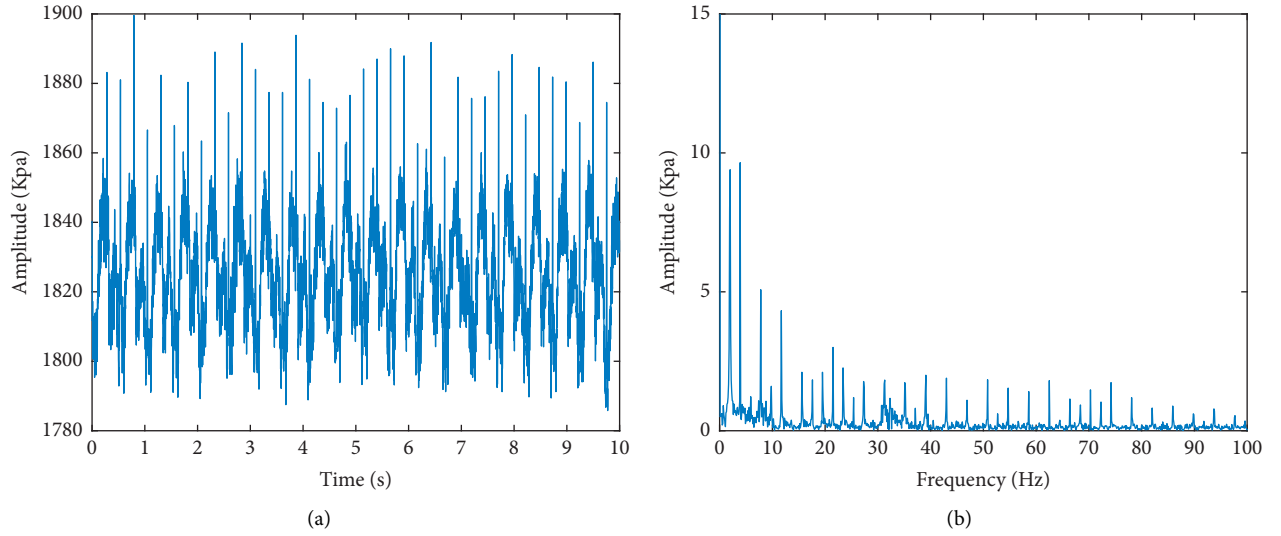 1900
1880
1860
1840
1820
1800
1780
Amplitude (Kpa)
0 1 2 3 4 5 6 7 8 9 10
Time (s)
(a)
15
10
5
0
Amplitude (Kpa)
0 10 20 30 40 50 60 70 80 90 100
Frequency (Hz)
(b)